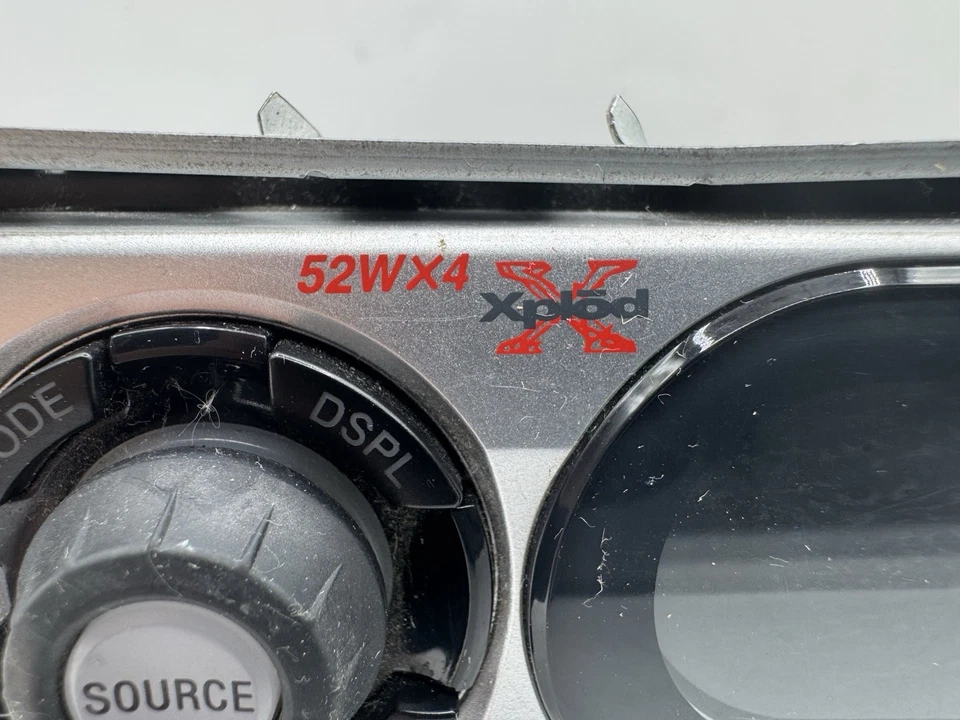 52WX4 Xplōd
ODE
DSPL
SOURCE